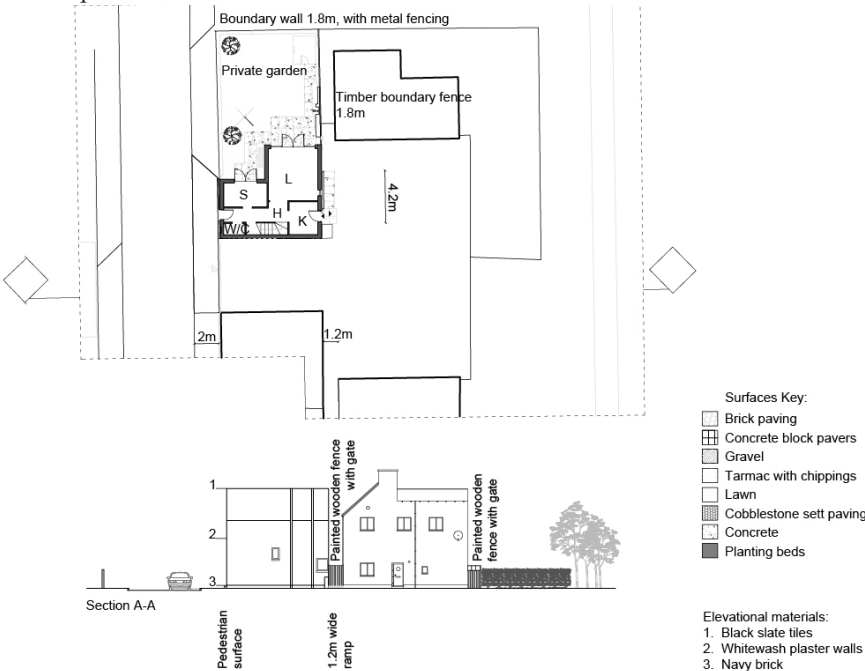 Boundary wall 1.8m, with metal fencing
Private garden
Timber boundary fence
1.8m
L
S
4.2m
H
K
W/C
2m
1.2m
Surfaces Key:
Brick paving
Concrete block pavers
Gravel
Tarmac with chippings
Lawn
Cobblestone sett paving
Concrete
Planting beds
Painted wooden fence
with gate
Painted wooden
fence with gate
1
2
3
Section A-A
Pedestrian
surface
1.2m wide
ramp
Elevational materials:
1. Black slate tiles
2. Whitewash plaster walls
3. Navy brick